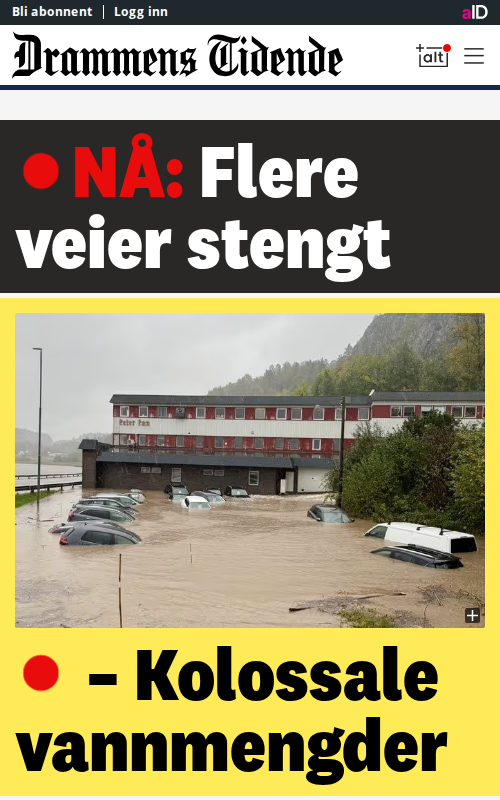 Bli abonnent | Logg inn
aID
Drammens Tidende
+alt
NÅ: Flere
veier stengt
Peter Pan
– Kolossale
vannmengder